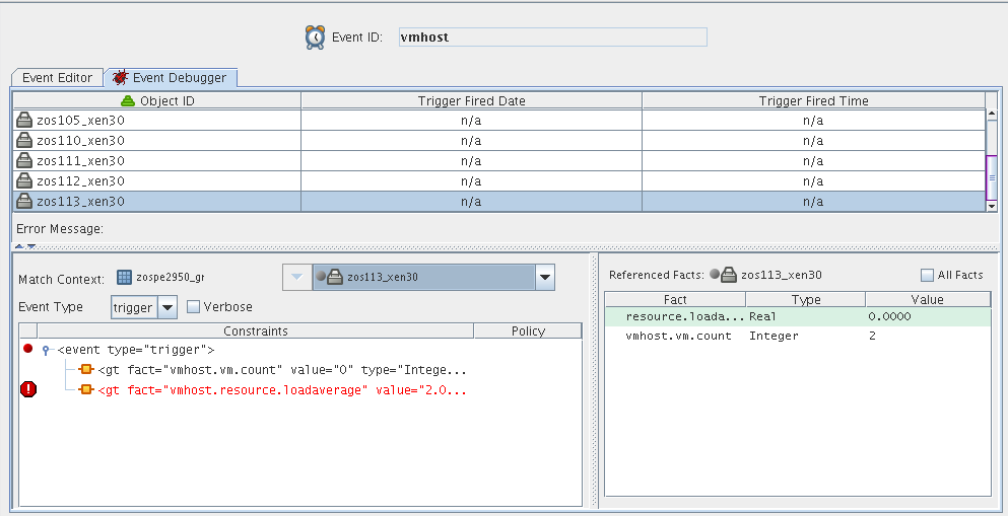 Event ID: vmhost
Event Editor Event Debugger
Object ID Trigger Fired Date Trigger Fired Time
zos105_xen30 n/a n/a
zos110_xen30 n/a n/a
zos111_xen30 n/a n/a
zos112_xen30 n/a n/a
zos113_xen30 n/a n/a
Error Message:
Match Context: zospe2950_gr zos113_xen30
Event Type trigger Verbose
Constraints Policy
<event type="trigger">
<gt fact="vmhost.vm.count" value="0" type="Intege...
<gt fact="vmhost.resource.loadaverage" value="2.0...
Referenced Facts: zos113_xen30 All Facts
Fact Type Value
resource.loada... Real 0.0000
vmhost.vm.count Integer 2